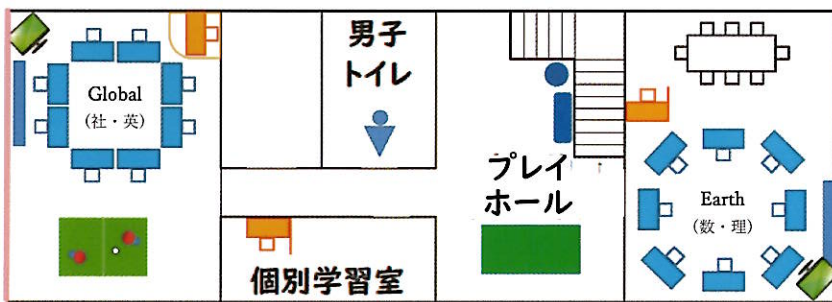 Global
(社・英)
男子
トイレ
プレイ
ホール
個別学習室
Earth
(数・理)
↑